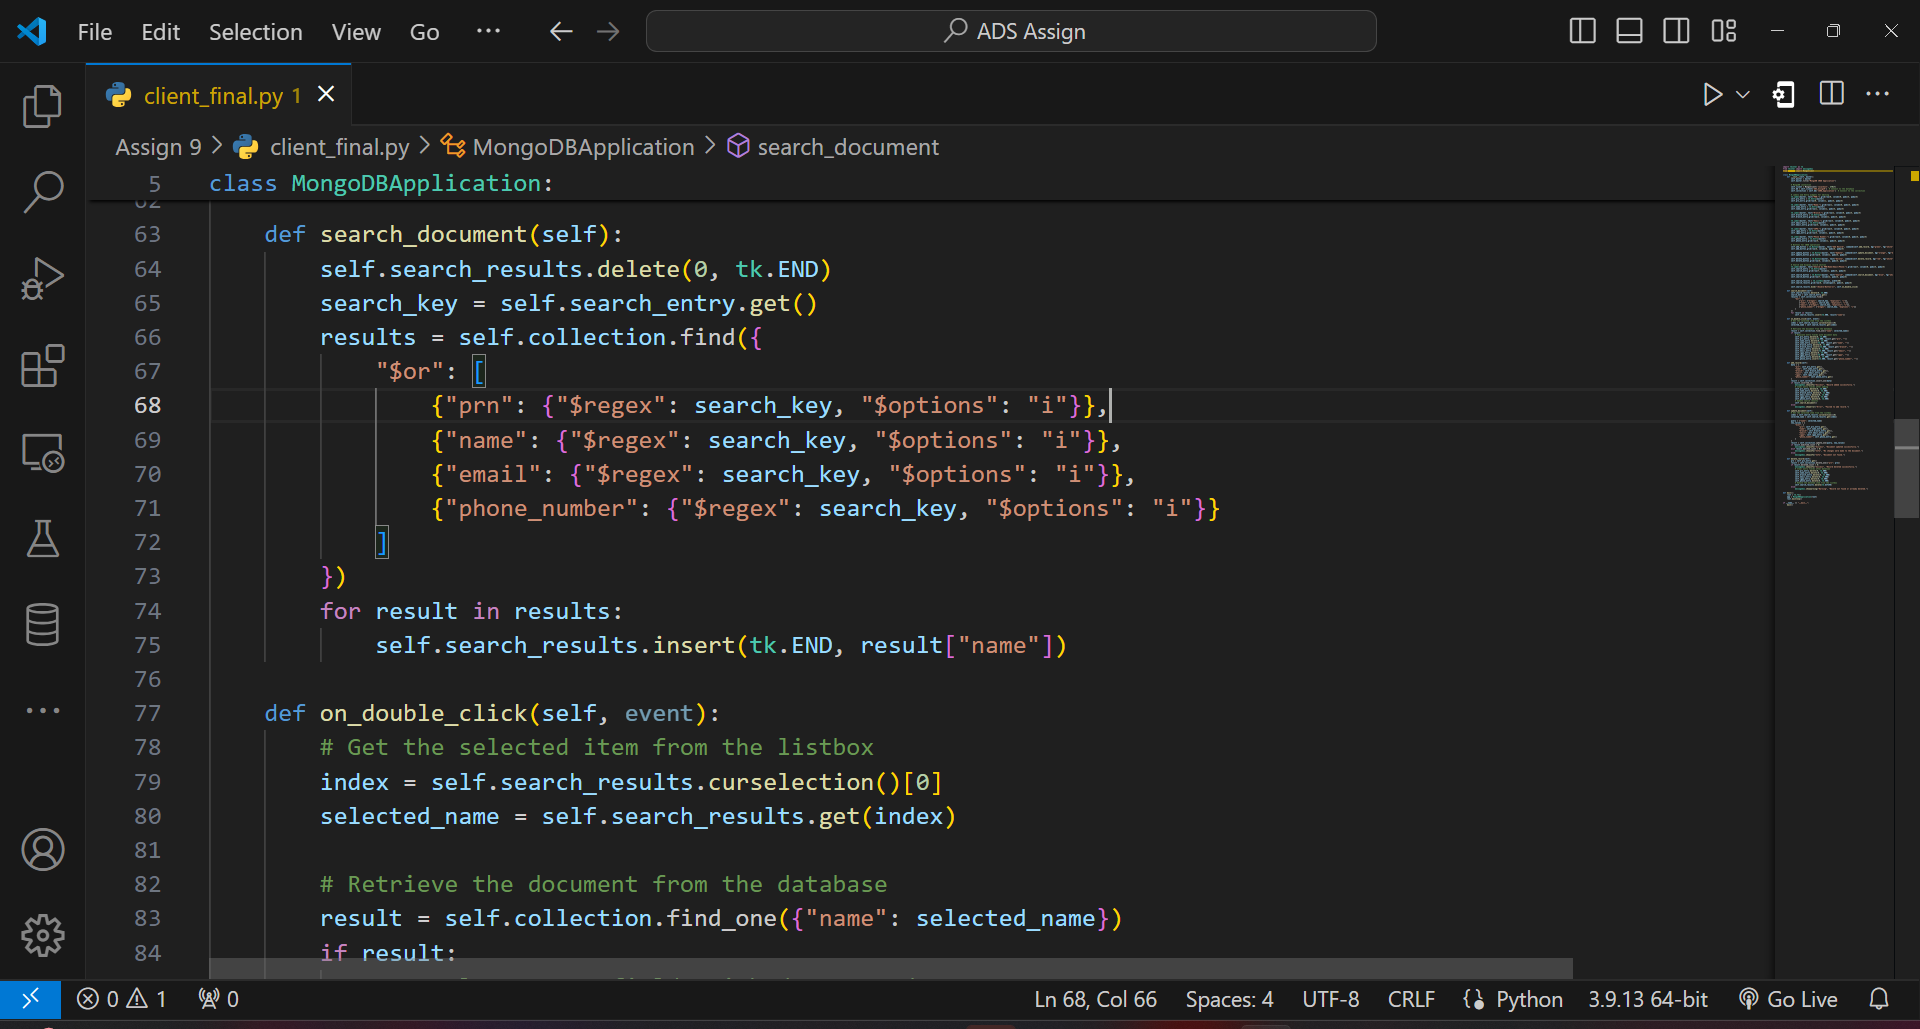 File Edit Selection View Go ··· ADS Assign
client_final.py 1
Assign 9 > client_final.py > MongoDBApplication > search_document
5 class MongoDBApplication:
62
63 def search_document(self):
64 self.search_results.delete(0, tk.END)
65 search_key = self.search_entry.get()
66 results = self.collection.find({
67 "$or": [
68 {"prn": {"$regex": search_key, "$options": "i"}},
69 {"name": {"$regex": search_key, "$options": "i"}},
70 {"email": {"$regex": search_key, "$options": "i"}},
71 {"phone_number": {"$regex": search_key, "$options": "i"}}
72 ]
73 })
74 for result in results:
75 self.search_results.insert(tk.END, result["name"])
76
77 def on_double_click(self, event):
78 # Get the selected item from the listbox
79 index = self.search_results.curselection()[0]
80 selected_name = self.search_results.get(index)
81
82 # Retrieve the document from the database
83 result = self.collection.find_one({"name": selected_name})
84 if result:
0 1 0 Ln 68, Col 66 Spaces: 4 UTF-8 CRLF Python 3.9.13 64-bit Go Live